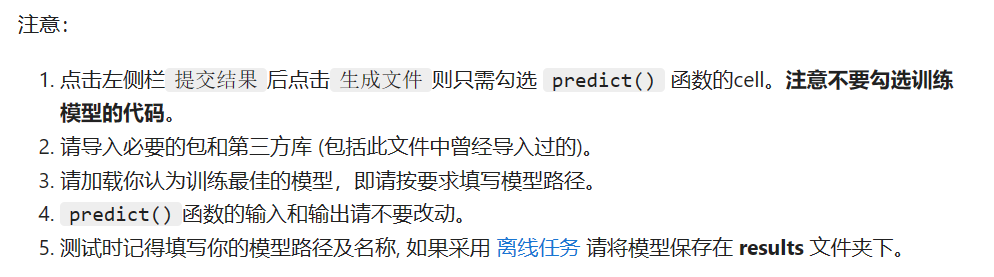 注意：
1. 点击左侧栏 提交结果 后点击 生成文件 则只需勾选 predict() 函数的cell。注意不要勾选训练
模型的代码。
2. 请导入必要的包和第三方库 (包括此文件中曾经导入过的)。
3. 请加载你认为训练最佳的模型，即请按要求填写模型路径。
4. predict() 函数的输入和输出请不要改动。
5. 测试时记得填写你的模型路径及名称, 如果采用 离线任务 请将模型保存在 results 文件夹下。